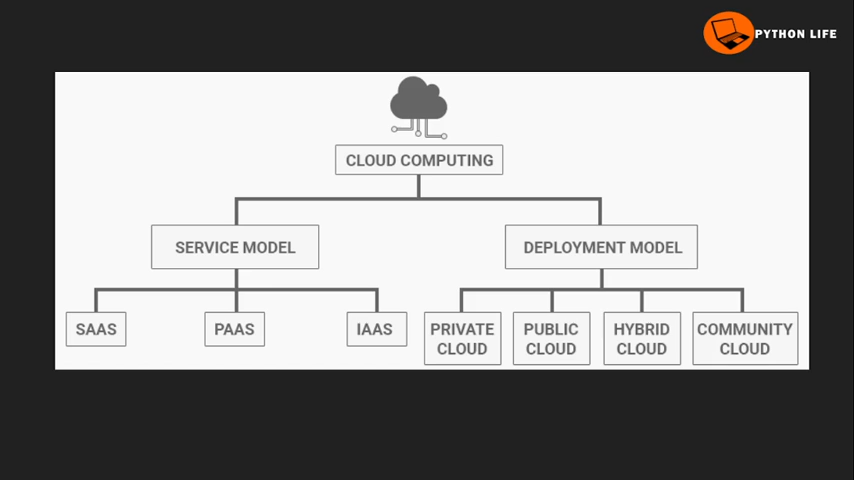 PYTHON LIFE
CLOUD COMPUTING
SERVICE MODEL
DEPLOYMENT MODEL
SAAS
PAAS
IAAS
PRIVATE
CLOUD
PUBLIC
CLOUD
HYBRID
CLOUD
COMMUNITY
CLOUD